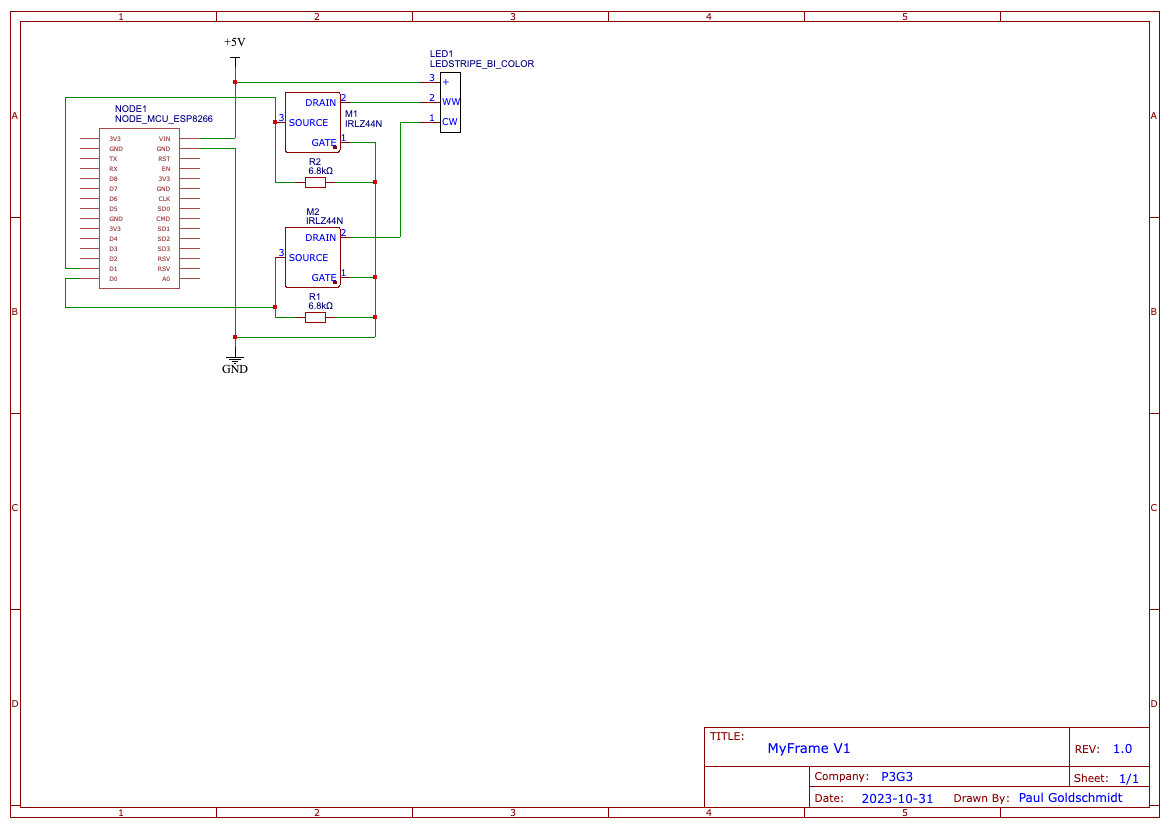 1 2 3 4 5
+5V
LED1
LEDSTRIPE_BI_COLOR
3 +
2 WW
1 CW
A A
NODE1
NODE_MCU_ESP8266
3V3 VIN
GND GND
TX RST
RX EN
D8 3V3
D7 GND
D6 CLK
D5 SD0
GND CMD
3V3 SD1
D4 SD2
D3 SD3
D2 RSV
D1 RSV
D0 A0
DRAIN 2
3 SOURCE
GATE 1
M1
IRLZ44N
R2
6.8kΩ
M2
IRLZ44N
DRAIN 2
3 SOURCE
GATE 1
R1
6.8kΩ
B B
GND
C C
D D
TITLE:
MyFrame V1
REV: 1.0
Company: P3G3
Sheet: 1/1
Date: 2023-10-31 Drawn By: Paul Goldschmidt
1 2 3 4 5